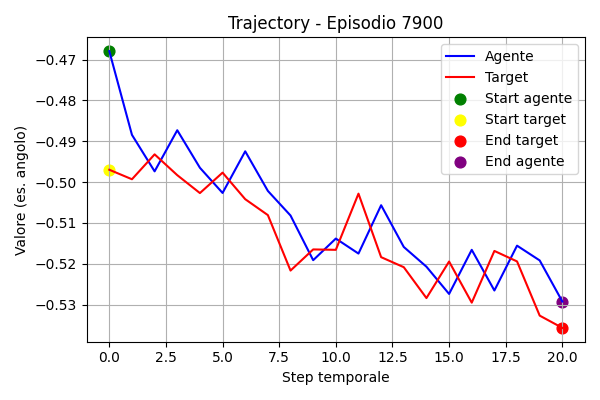 Trajectory - Episodio 7900
Agente
Target
Start agente
Start target
End target
End agente
Valore (es. angolo)
−0.47
−0.48
−0.49
−0.50
−0.51
−0.52
−0.53
0.0 2.5 5.0 7.5 10.0 12.5 15.0 17.5 20.0
Step temporale